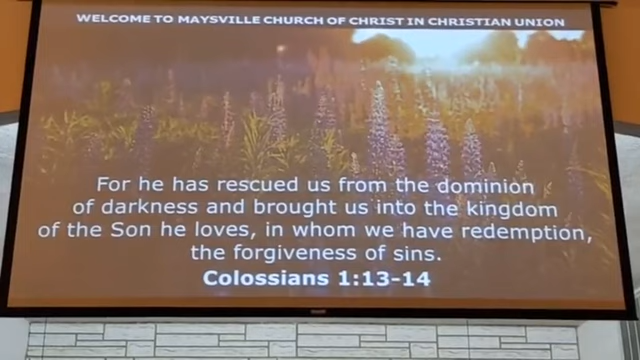 WELCOME TO MAYSVILLE CHURCH OF CHRIST IN CHRISTIAN UNION
For he has rescued us from the dominion
of darkness and brought us into the kingdom
of the Son he loves, in whom we have redemption,
the forgiveness of sins.
Colossians 1:13-14